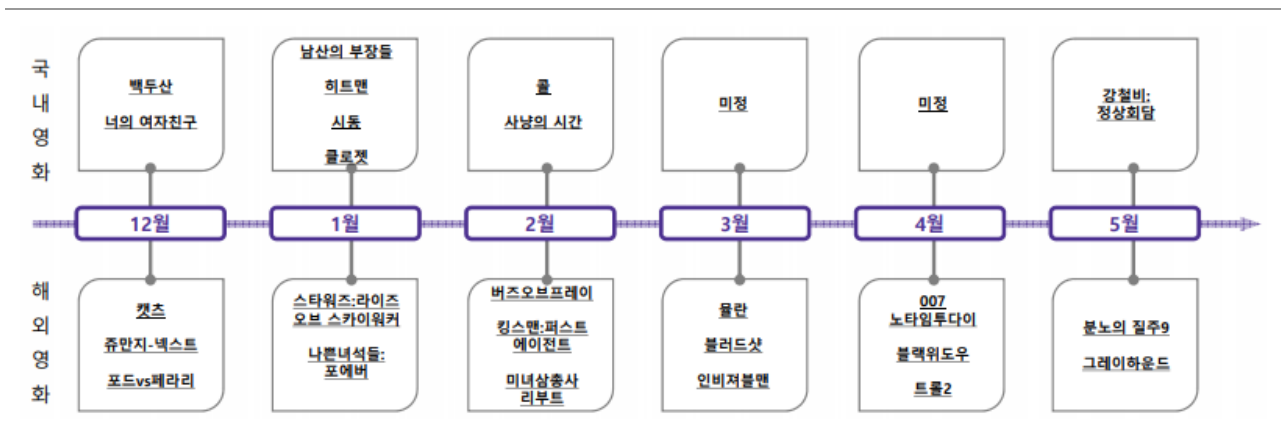 국
내
영
화
백두산
너의 여자친구
남산의 부장들
히트맨
시동
클로젯
콜
사냥의 시간
미정
미정
강철비:
정상회담
12월
1월
2월
3월
4월
5월
해
외
영
화
캣츠
쥬만지-넥스트
포드vs페라리
스타워즈:라이즈
오브 스카이워커
나쁜녀석들:
포에버
버즈오브프레이
킹스맨:퍼스트
에이전트
미녀삼총사
리부트
뮬란
블러드샷
인비져블맨
007
노타임투다이
블랙위도우
트롤2
분노의 질주9
그레이하운드